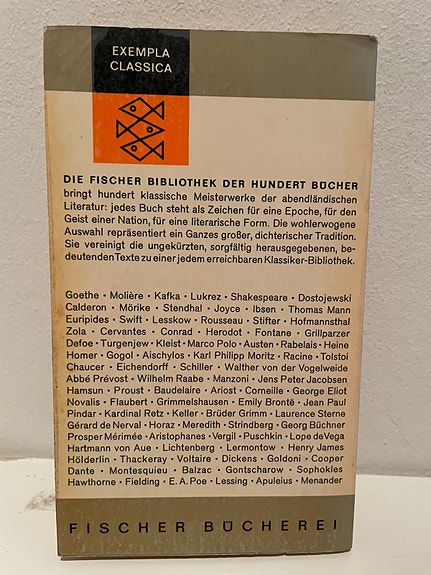 EXEMPLA
CLASSICA
DIE FISCHER BIBLIOTHEK DER HUNDERT BÜCHER
bringt hundert klassische Meisterwerke der abendländischen
Literatur: jedes Buch steht als Zeichen für eine Epoche, für den
Geist einer Nation, für eine literarische Form. Die wohlerwogene
Auswahl repräsentiert ein Ganzes großer, dichterischer Tradition.
Sie vereinigt die ungekürzten, sorgfältig herausgegebenen, be-
deutenden Texte zu einer jedem erreichbaren Klassiker-Bibliothek.
Goethe • Molière • Kafka • Lukrez • Shakespeare • Dostojewski
Calderon • Mörike • Stendhal • Joyce • Ibsen • Thomas Mann
Euripides • Swift • Lesskow • Rousseau • Stifter • Hofmannsthal
Zola • Cervantes • Conrad • Herodot • Fontane • Grillparzer
Defoe • Turgenjew • Kleist • Marco Polo • Austen • Rabelais • Heine
Homer • Gogol • Aischylos • Karl Philipp Moritz • Racine • Tolstoi
Chaucer • Eichendorff • Schiller • Walther von der Vogelweide
Abbé Prévost • Wilhelm Raabe • Manzoni • Jens Peter Jacobsen
Hamsun • Proust • Baudelaire • Ariost • Corneille • George Eliot
Novalis • Flaubert • Grimmelshausen • Emily Brontë • Jean Paul
Pindar • Kardinal Retz • Keller • Brüder Grimm • Laurence Sterne
Gérard de Nerval • Horaz • Meredith • Strindberg • Georg Büchner
Prosper Mérimée • Aristophanes • Vergil • Puschkin • Lope de Vega
Hartmann von Aue • Lichtenberg • Lermontow • Henry James
Hölderlin • Thackeray • Voltaire • Dickens • Goldoni • Cooper
Dante • Montesquieu • Balzac • Gontscharow • Sophokles
Hawthorne • Fielding • E. A. Poe • Lessing • Apuleius • Menander
FISCHER BÜCHEREI